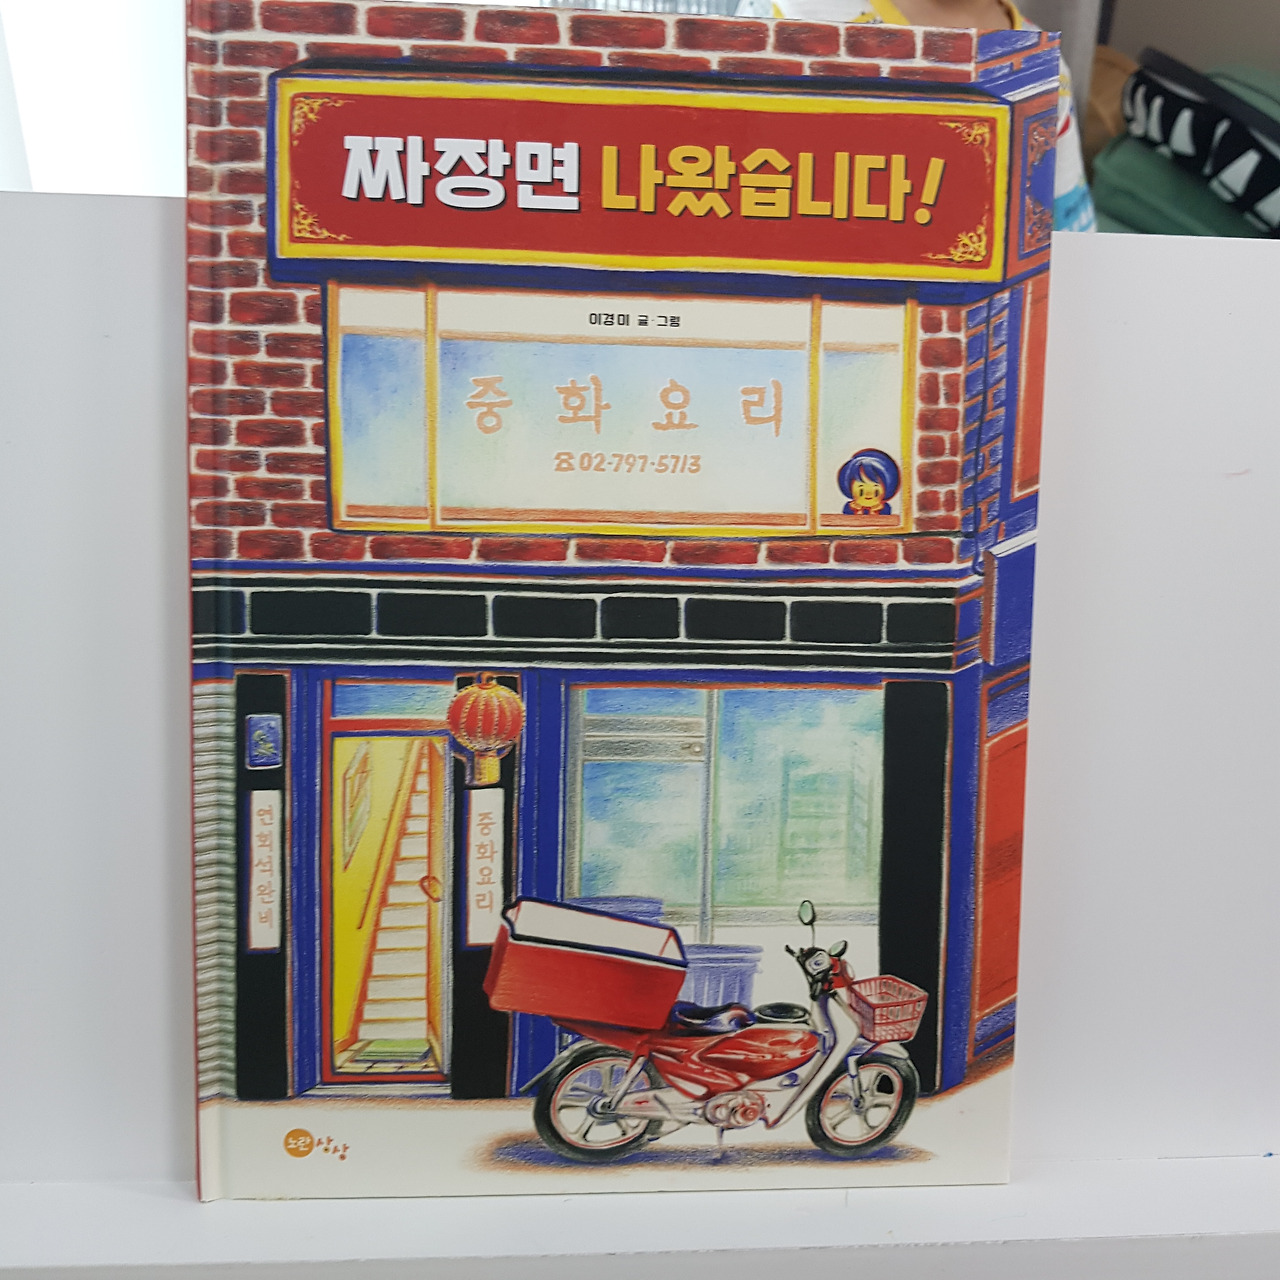 짜장면 나왔습니다!
이경미 글·그림
중 화 요 리
☎02-797-5713
연회석완비
중화요리
노란상상